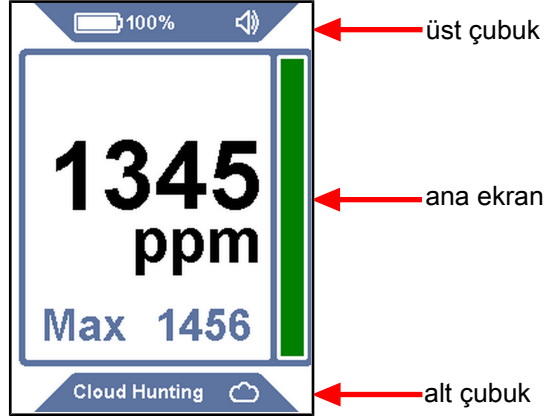 100%
üst çubuk
1345
ppm
ana ekran
Max 1456
Cloud Hunting
alt çubuk